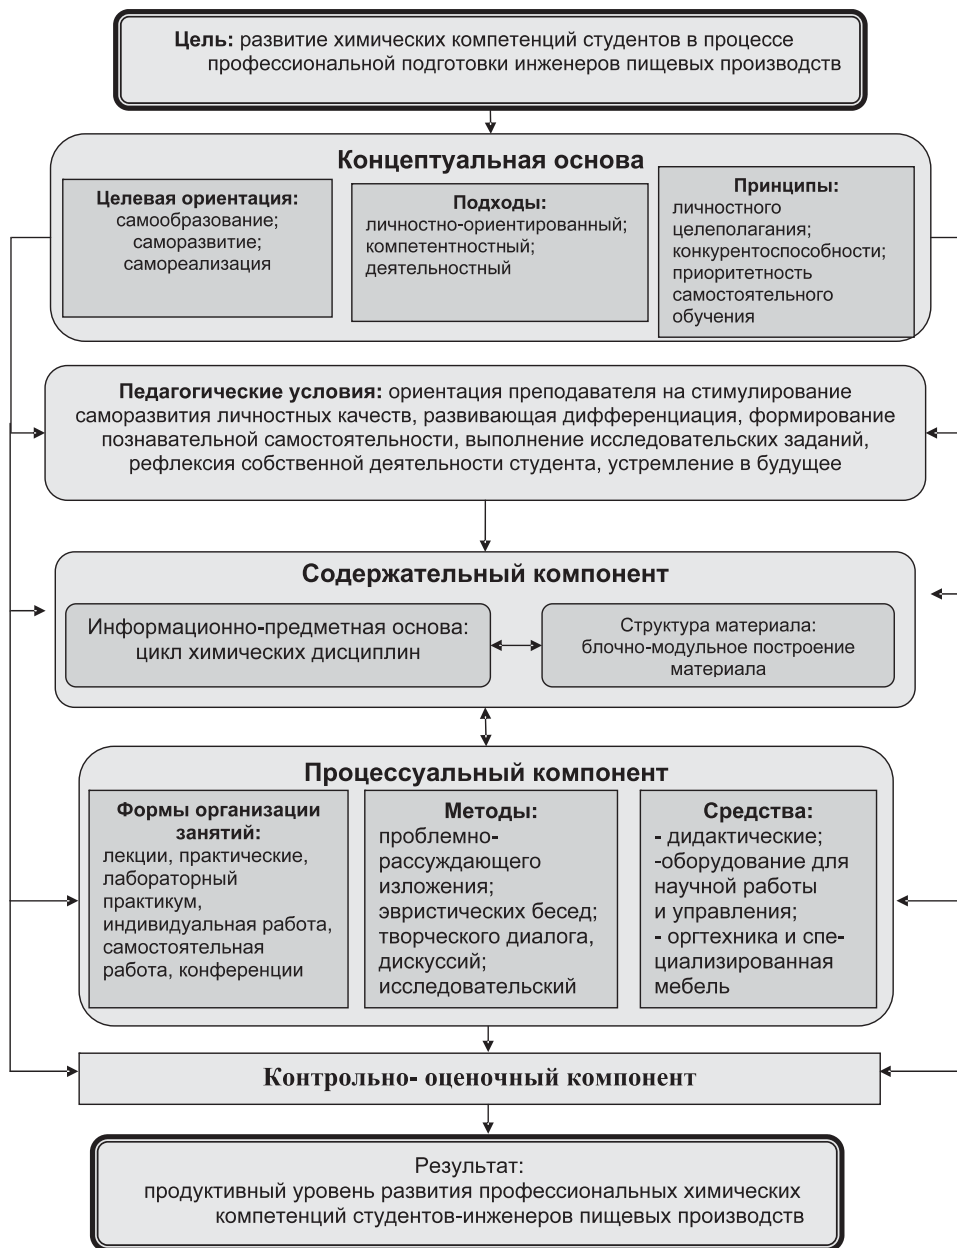 Цель: развитие химических компетенций студентов в процессе
профессиональной подготовки инженеров пищевых производств
Концептуальная основа
Целевая ориентация:
самообразование;
саморазвитие;
самореализация
Подходы:
личностно-ориентированный;
компетентностный;
деятельностный
Принципы:
личностного
целеполагания;
конкурентоспособности;
приоритетность
самостоятельного
обучения
Педагогические условия: ориентация преподавателя на стимулирование
саморазвития личностных качеств, развивающая дифференциация, формирование
познавательной самостоятельности, выполнение исследовательских заданий,
рефлексия собственной деятельности студента, устремление в будущее
Содержательный компонент
Информационно-предметная основа:
цикл химических дисциплин
Структура материала:
блочно-модульное построение
материала
Процессуальный компонент
Формы организации
занятий:
лекции, практические,
лабораторный
практикум,
индивидуальная работа,
самостоятельная
работа, конференции
Методы:
проблемно-
рассуждающего
изложения;
эвристических бесед;
творческого диалога,
дискуссий;
исследовательский
Средства:
- дидактические;
-оборудование для
научной работы
и управления;
- оргтехника и спе-
циализированная
мебель
Контрольно- оценочный компонент
Результат:
продуктивный уровень развития профессиональных химических
компетенций студентов-инженеров пищевых производств